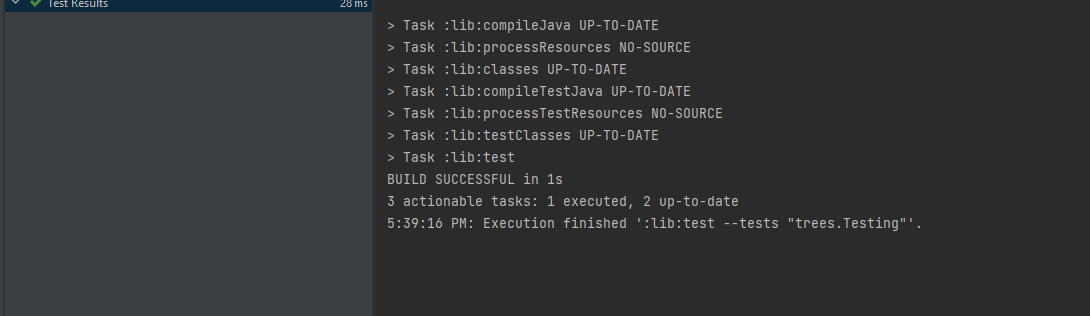 Test Results
28 ms
> Task :lib:compileJava UP-TO-DATE
> Task :lib:processResources NO-SOURCE
> Task :lib:classes UP-TO-DATE
> Task :lib:compileTestJava UP-TO-DATE
> Task :lib:processTestResources NO-SOURCE
> Task :lib:testClasses UP-TO-DATE
> Task :lib:test
BUILD SUCCESSFUL in 1s
3 actionable tasks: 1 executed, 2 up-to-date
5:39:16 PM: Execution finished ':lib:test --tests "trees.Testing"'.